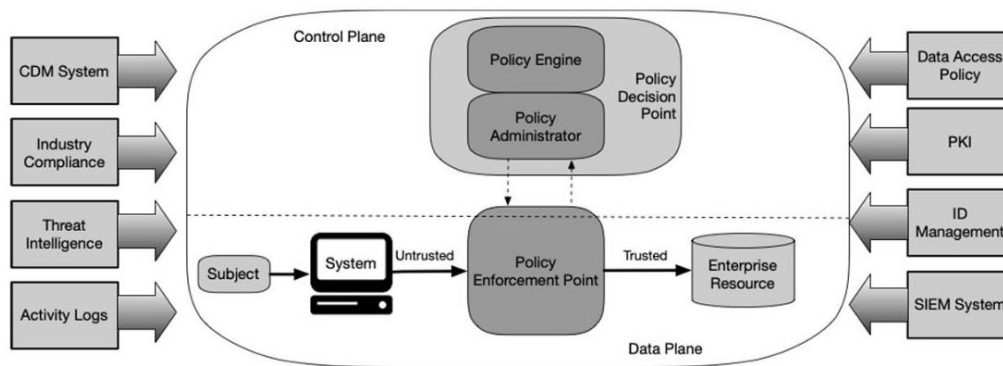 Control Plane
Policy Engine
Policy
Administrator
Policy
Decision
Point
CDM System
Industry
Compliance
Threat
Intelligence
Activity Logs
Subject
System
Untrusted
Policy
Enforcement Point
Trusted
Enterprise
Resource
Data Plane
Data Access
Policy
PKI
ID
Management
SIEM System